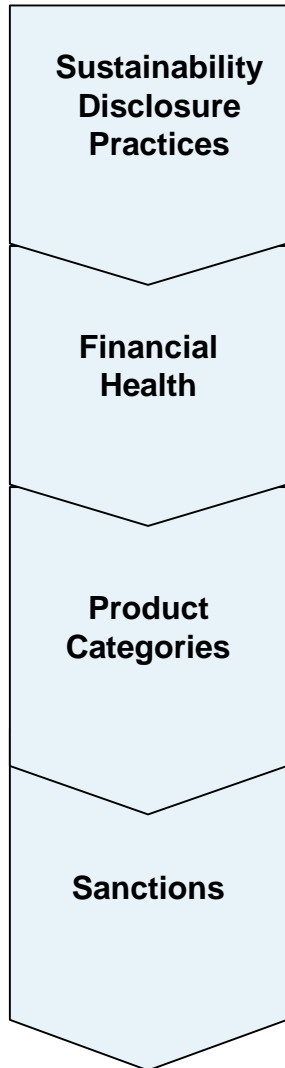 Sustainability
Disclosure
Practices
Financial
Health
Product
Categories
Sanctions